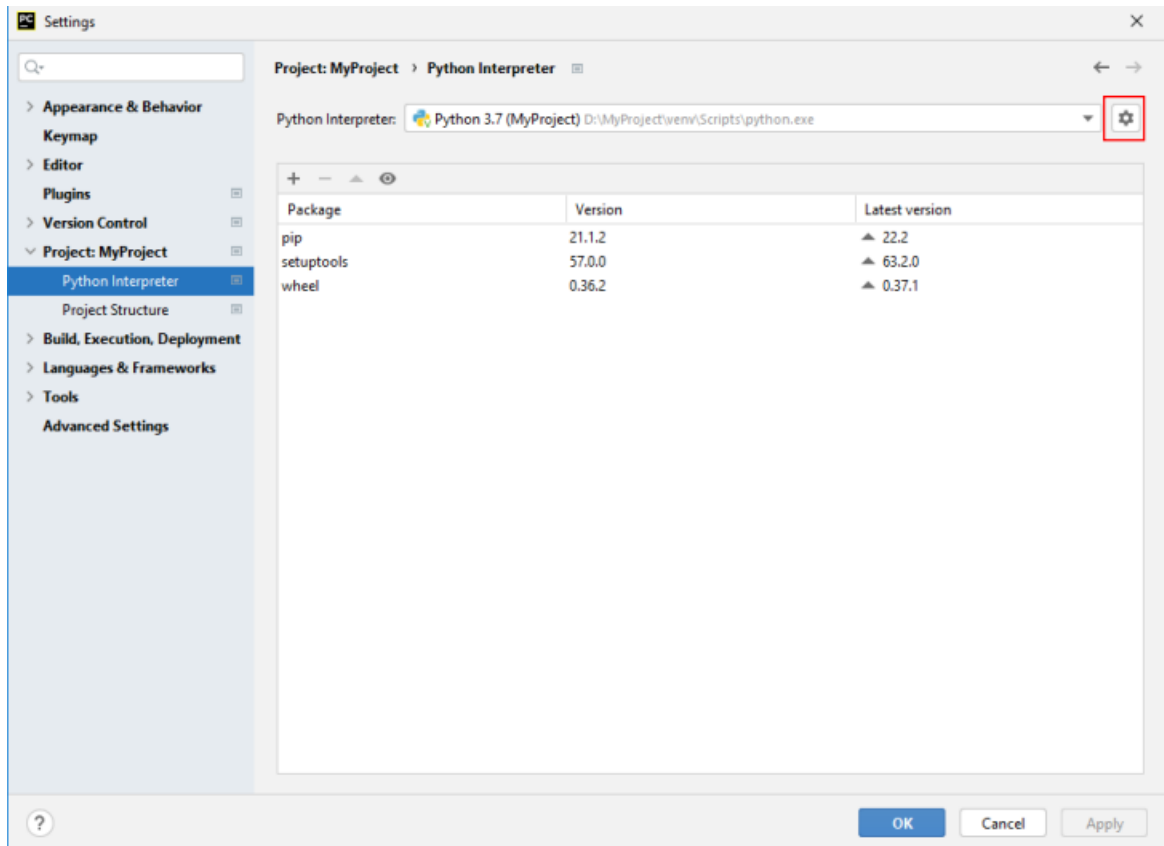 PC Settings
Project: MyProject › Python Interpreter
> Appearance & Behavior
Python Interpreter: Python 3.7 (MyProject) D:\MyProject\venv\Scripts\python.exe
Keymap
> Editor
Plugins
> Version Control
Project: MyProject
Python Interpreter
Project Structure
> Build, Execution, Deployment
> Languages & Frameworks
> Tools
Advanced Settings
Package Version Latest version
pip 21.1.2 22.2
setuptools 57.0.0 63.2.0
wheel 0.36.2 0.37.1
? OK Cancel Apply